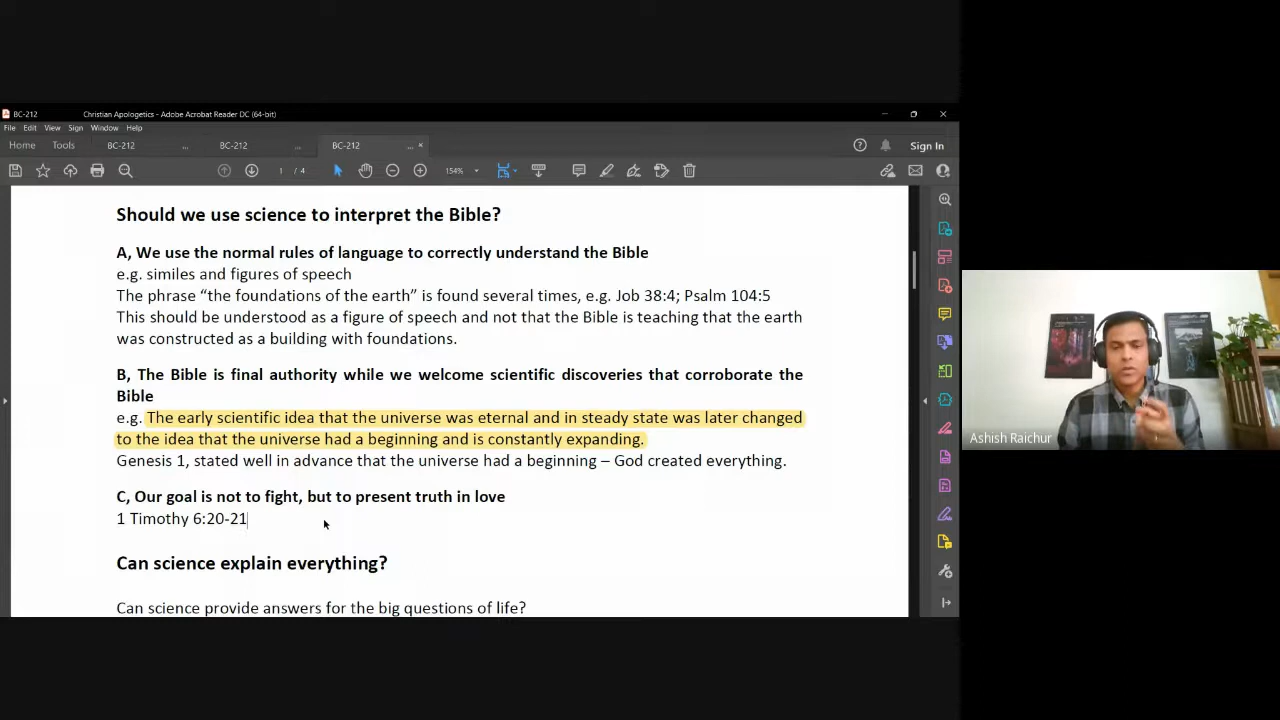 BC-212 Christian Apologetics - Adobe Acrobat Reader DC (64-bit)
File Edit View Sign Window Help
Home Tools BC-212 ... BC-212 ... BC-212 ... × Sign In
1 / 4 154%
Should we use science to interpret the Bible?
A, We use the normal rules of language to correctly understand the Bible
e.g. similes and figures of speech
The phrase “the foundations of the earth” is found several times, e.g. Job 38:4; Psalm 104:5
This should be understood as a figure of speech and not that the Bible is teaching that the earth
was constructed as a building with foundations.
B, The Bible is final authority while we welcome scientific discoveries that corroborate the
Bible
e.g. The early scientific idea that the universe was eternal and in steady state was later changed
to the idea that the universe had a beginning and is constantly expanding.
Genesis 1, stated well in advance that the universe had a beginning – God created everything.
C, Our goal is not to fight, but to present truth in love
1 Timothy 6:20-21
Can science explain everything?
Can science provide answers for the big questions of life?
Ashish Raichur